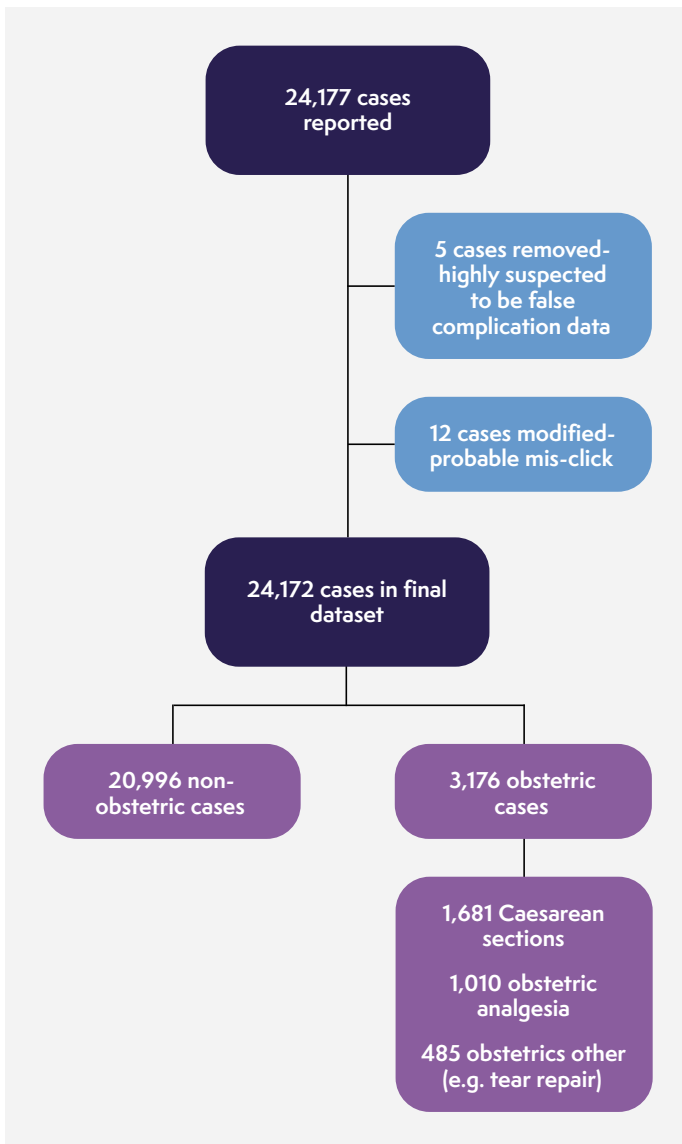 24,177 cases
reported
5 cases removed-
highly suspected
to be false
complication data
12 cases modified-
probable mis-click
24,172 cases in final
dataset
20,996 non-
obstetric cases
3,176 obstetric
cases
1,681 Caesarean
sections
1,010 obstetric
analgesia
485 obstetrics other
(e.g. tear repair)